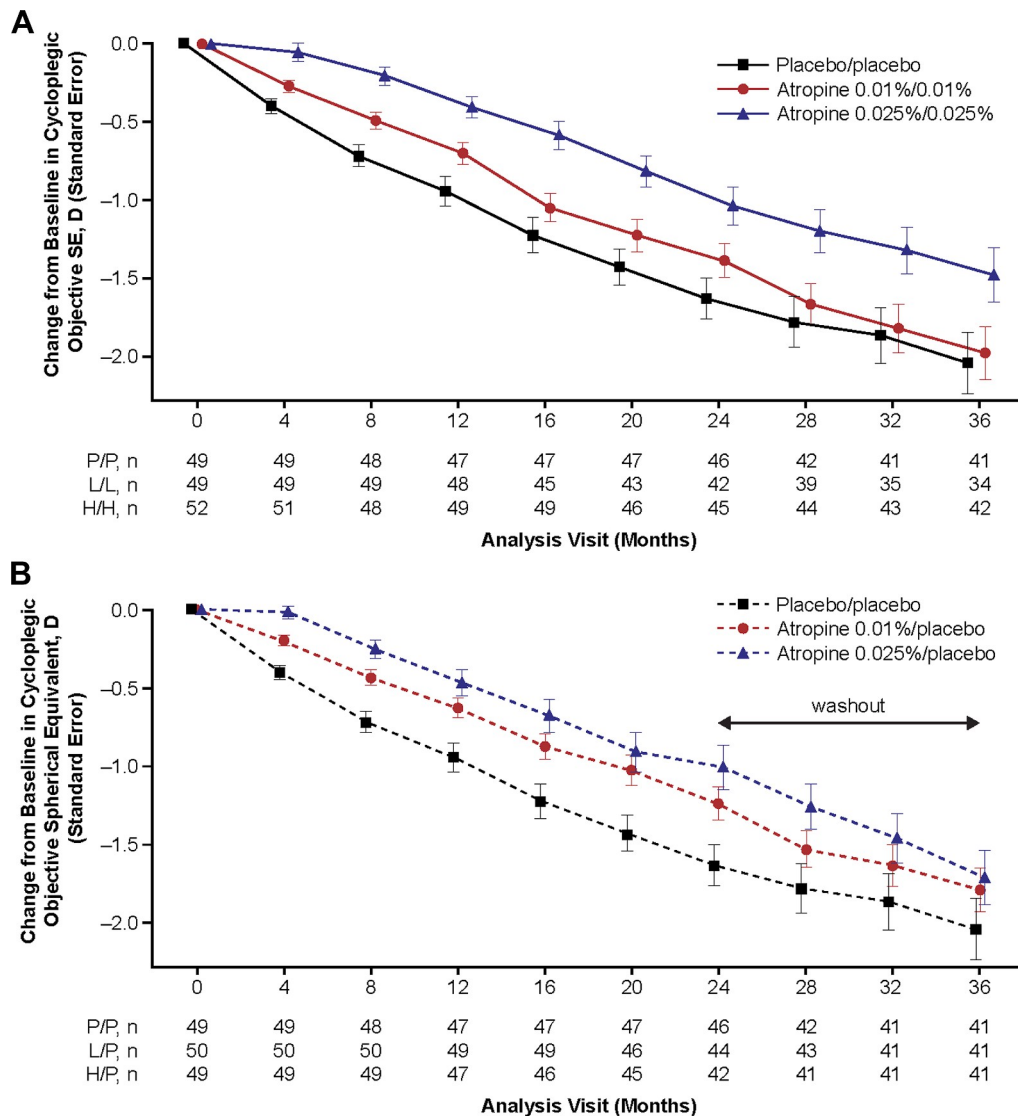 A
Change from Baseline in Cycloplegic
Objective SE, D (Standard Error)
0.0
–0.5
–1.0
–1.5
–2.0
Placebo/placebo
Atropine 0.01%/0.01%
Atropine 0.025%/0.025%
0 4 8 12 16 20 24 28 32 36
P/P, n 49 49 48 47 47 47 46 42 41 41
L/L, n 49 49 49 48 45 43 42 39 35 34
H/H, n 52 51 48 49 49 46 45 44 43 42
Analysis Visit (Months)
B
Change from Baseline in Cycloplegic
Objective Spherical Equivalent, D
(Standard Error)
0.0
–0.5
–1.0
–1.5
–2.0
Placebo/placebo
Atropine 0.01%/placebo
Atropine 0.025%/placebo
washout
0 4 8 12 16 20 24 28 32 36
P/P, n 49 49 48 47 47 47 46 42 41 41
L/P, n 50 50 50 49 49 46 44 43 41 41
H/P, n 49 49 49 47 46 45 42 41 41 41
Analysis Visit (Months)